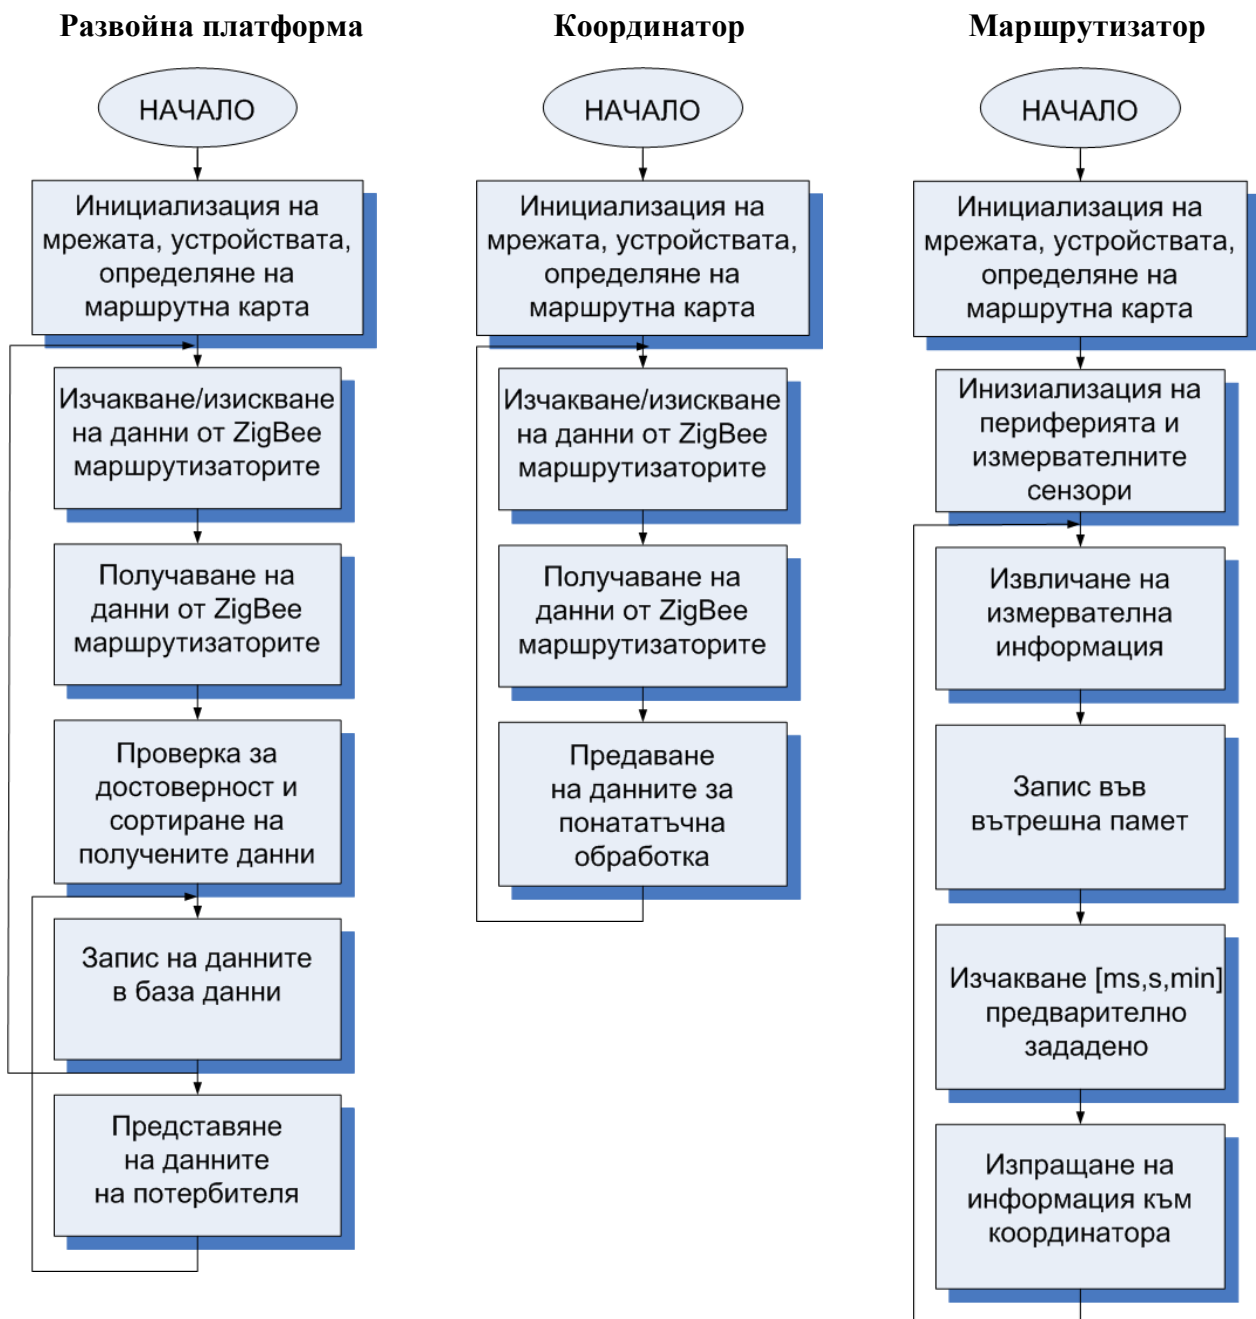 Развойна платформа
НАЧАЛО
Инициализация на
мрежата, устройствата,
определяне на
маршрутна карта
Изчакване/изискване
на данни от ZigBee
маршрутизаторите
Получаване на
данни от ZigBee
маршрутизаторите
Проверка за
достоверност и
сортиране на
получените данни
Запис на данните
в база данни
Представяне
на данните
на потербителя
Координатор
НАЧАЛО
Инициализация на
мрежата, устройствата,
определяне на
маршрутна карта
Изчакване/изискване
на данни от ZigBee
маршрутизаторите
Получаване на
данни от ZigBee
маршрутизаторите
Предаване
на данните за
понататъчна
обработка
Маршрутизатор
НАЧАЛО
Инициализация на
мрежата, устройствата,
определяне на
маршрутна карта
Инизиализация на
периферията и
измервателните
сензори
Извличане на
измервателна
информация
Запис във
вътрешна памет
Изчакване [ms,s,min]
предварително
зададено
Изпращане на
информация към
координатора